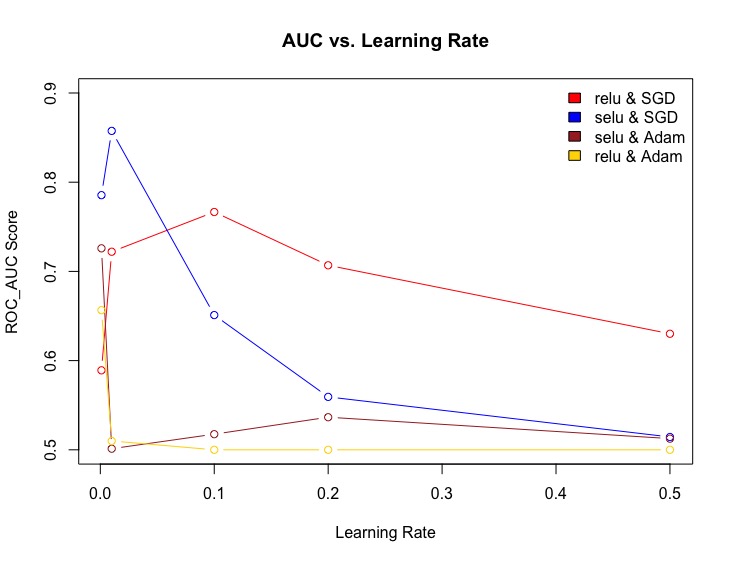 AUC vs. Learning Rate
relu & SGD
selu & SGD
selu & Adam
relu & Adam
ROC_AUC Score
0.9
0.8
0.7
0.6
0.5
0.0 0.1 0.2 0.3 0.4 0.5
Learning Rate